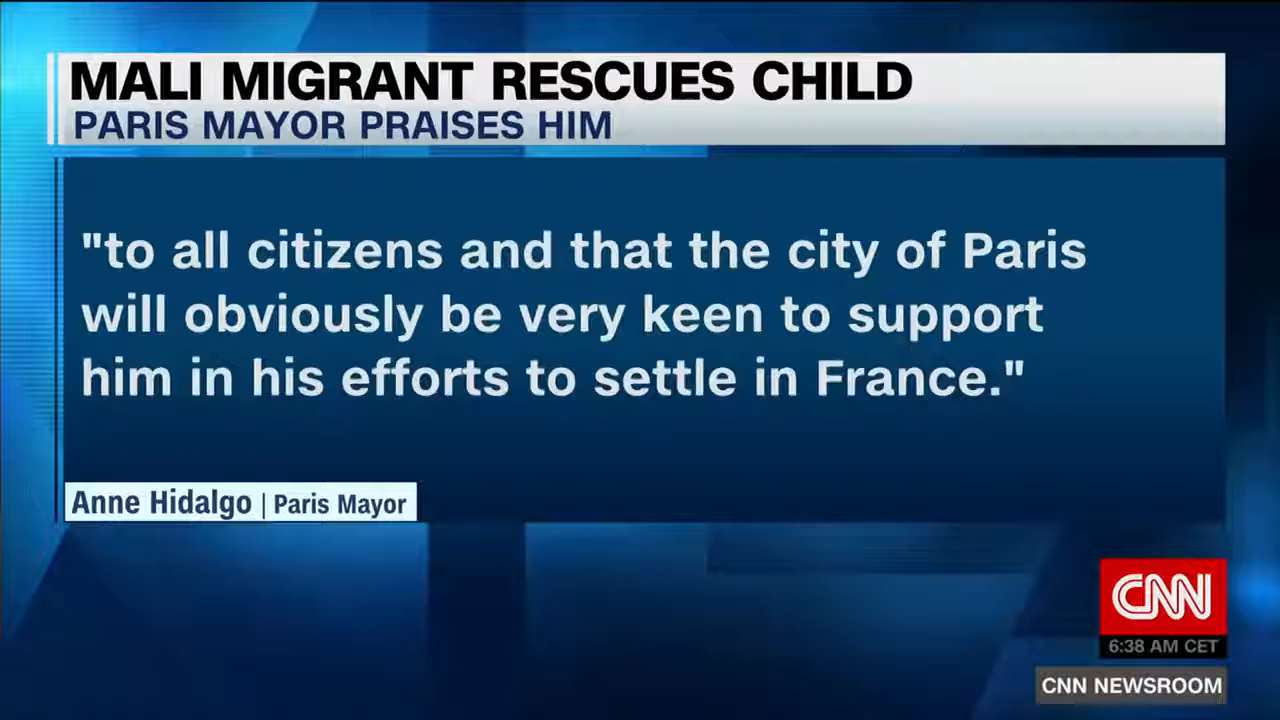 MALI MIGRANT RESCUES CHILD
PARIS MAYOR PRAISES HIM
"to all citizens and that the city of Paris
will obviously be very keen to support
him in his efforts to settle in France."
Anne Hidalgo | Paris Mayor
CNN
6:38 AM CET
CNN NEWSROOM